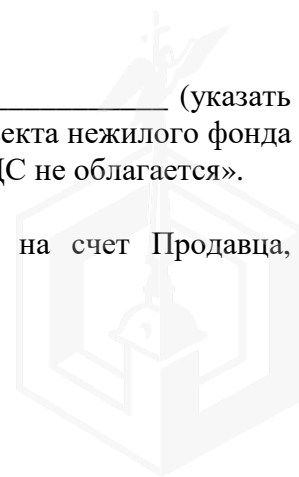 ____________ (указать
екта нежилого фонда
ДС не облагается».
на счет Продавца,